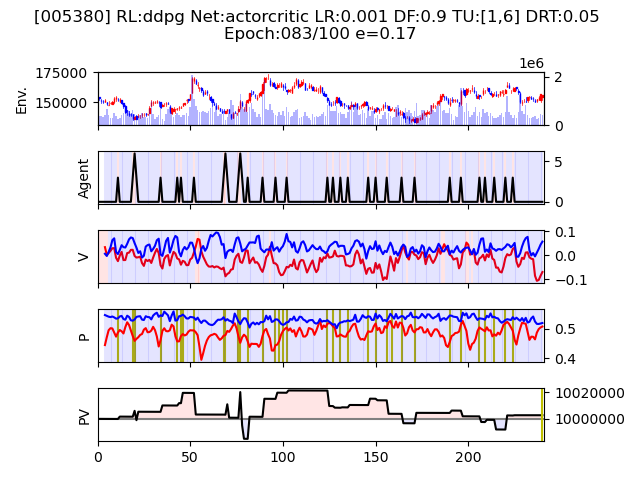 [005380] RL:ddpg Net:actorcritic LR:0.001 DF:0.9 TU:[1,6] DRT:0.05
Epoch:083/100 e=0.17
1e6
175000
150000
2
0
Env.
5
0
Agent
0.1
0.0
−0.1
V
0.5
0.4
P
10020000
10000000
PV
0 50 100 150 200